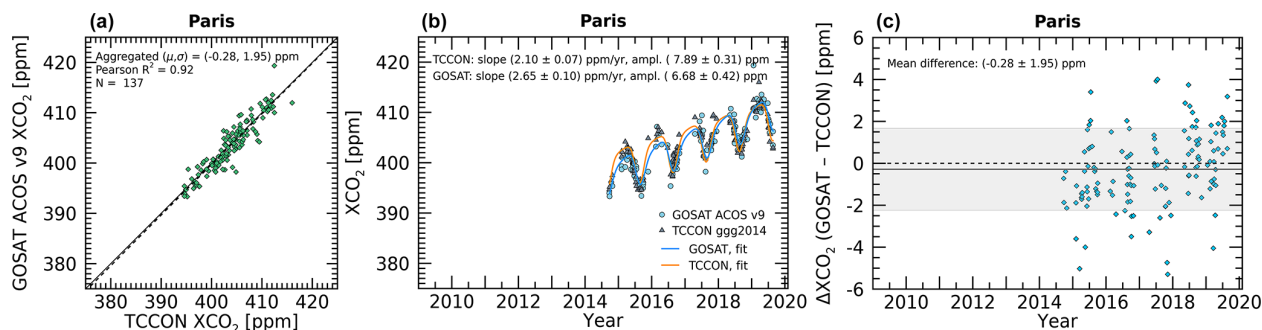 (a)
Paris
GOSAT ACOS v9 XCO₂ [ppm]
Aggregated (μ,σ) = (-0.28, 1.95) ppm
Pearson R² = 0.92
N = 137
420
410
400
390
380
380
390
400
410
420
TCCON XCO₂ [ppm]
(b)
Paris
XCO₂ [ppm]
TCCON: slope (2.10 ± 0.07) ppm/yr, ampl. ( 7.89 ± 0.31) ppm
GOSAT: slope (2.65 ± 0.10) ppm/yr, ampl. ( 6.68 ± 0.42) ppm
420
410
400
390
380
GOSAT ACOS v9
TCCON ggg2014
GOSAT, fit
TCCON, fit
2010
2012
2014
2016
2018
2020
Year
(c)
Paris
ΔXCO₂ (GOSAT − TCCON) [ppm]
Mean difference: (-0.28 ± 1.95) ppm
6
4
2
0
-2
-4
-6
2010
2012
2014
2016
2018
2020
Year